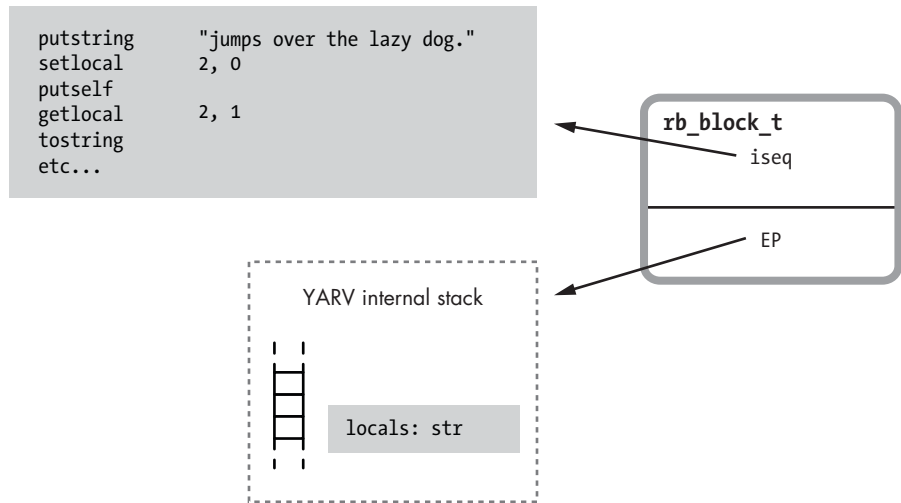 putstring "jumps over the lazy dog."
setlocal 2, 0
putself
getlocal 2, 1
tostring
etc...
rb_block_t
iseq
EP
YARV internal stack
locals: str